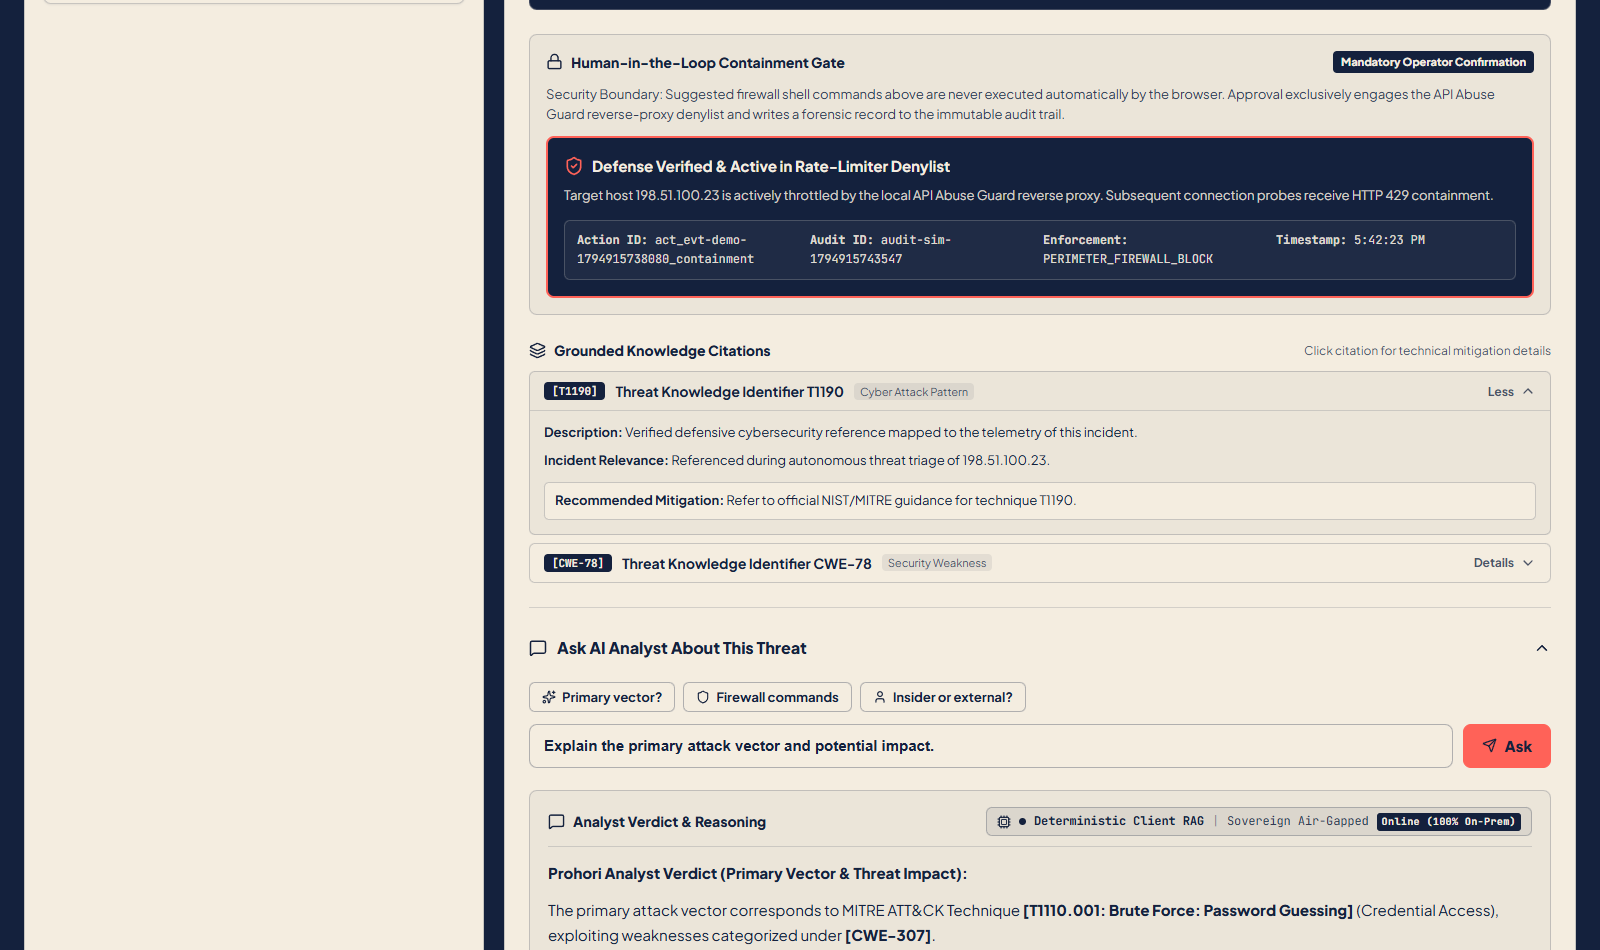 Human-in-the-Loop Containment Gate
Mandatory Operator Confirmation
Security Boundary: Suggested firewall shell commands above are never executed automatically by the browser. Approval exclusively engages the API Abuse
Guard reverse-proxy denylist and writes a forensic record to the immutable audit trail.
Defense Verified & Active in Rate-Limiter Denylist
Target host 198.51.100.23 is actively throttled by the local API Abuse Guard reverse proxy. Subsequent connection probes receive HTTP 429 containment.
Action ID: act_evt-demo-
1794915738080_containment
Audit ID: audit-sim-
1794915743547
Enforcement:
PERIMETER_FIREWALL_BLOCK
Timestamp: 5:42:23 PM
Grounded Knowledge Citations
Click citation for technical mitigation details
[T1190]
Threat Knowledge Identifier T1190
Cyber Attack Pattern
Less
Description: Verified defensive cybersecurity reference mapped to the telemetry of this incident.
Incident Relevance: Referenced during autonomous threat triage of 198.51.100.23.
Recommended Mitigation: Refer to official NIST/MITRE guidance for technique T1190.
[CWE-78]
Threat Knowledge Identifier CWE-78
Security Weakness
Details
Ask AI Analyst About This Threat
Primary vector?
Firewall commands
Insider or external?
Explain the primary attack vector and potential impact.
Ask
Analyst Verdict & Reasoning
Deterministic Client RAG | Sovereign Air-Gapped
Online (100% On-Prem)
Prohori Analyst Verdict (Primary Vector & Threat Impact):
The primary attack vector corresponds to MITRE ATT&CK Technique [T1110.001: Brute Force: Password Guessing] (Credential Access),
exploiting weaknesses categorized under [CWE-307].